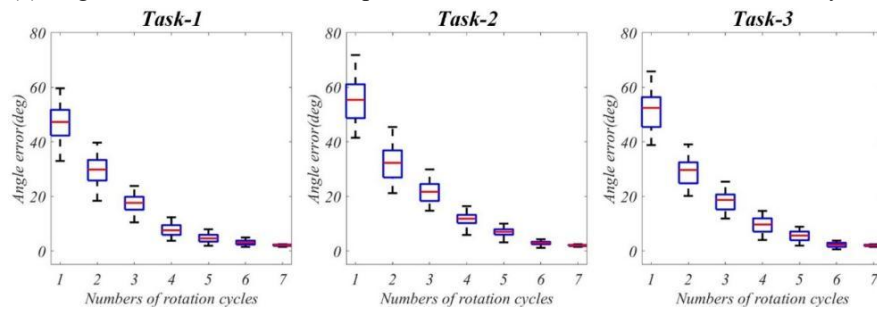 Task-1 Task-2 Task-3
80 80 80
60 60 60
40 40 40
20 20 20
0 0 0
Angle error(deg) Angle error(deg) Angle error(deg)
1 2 3 4 5 6 7 1 2 3 4 5 6 7 1 2 3 4 5 6 7
Numbers of rotation cycles Numbers of rotation cycles Numbers of rotation cycles